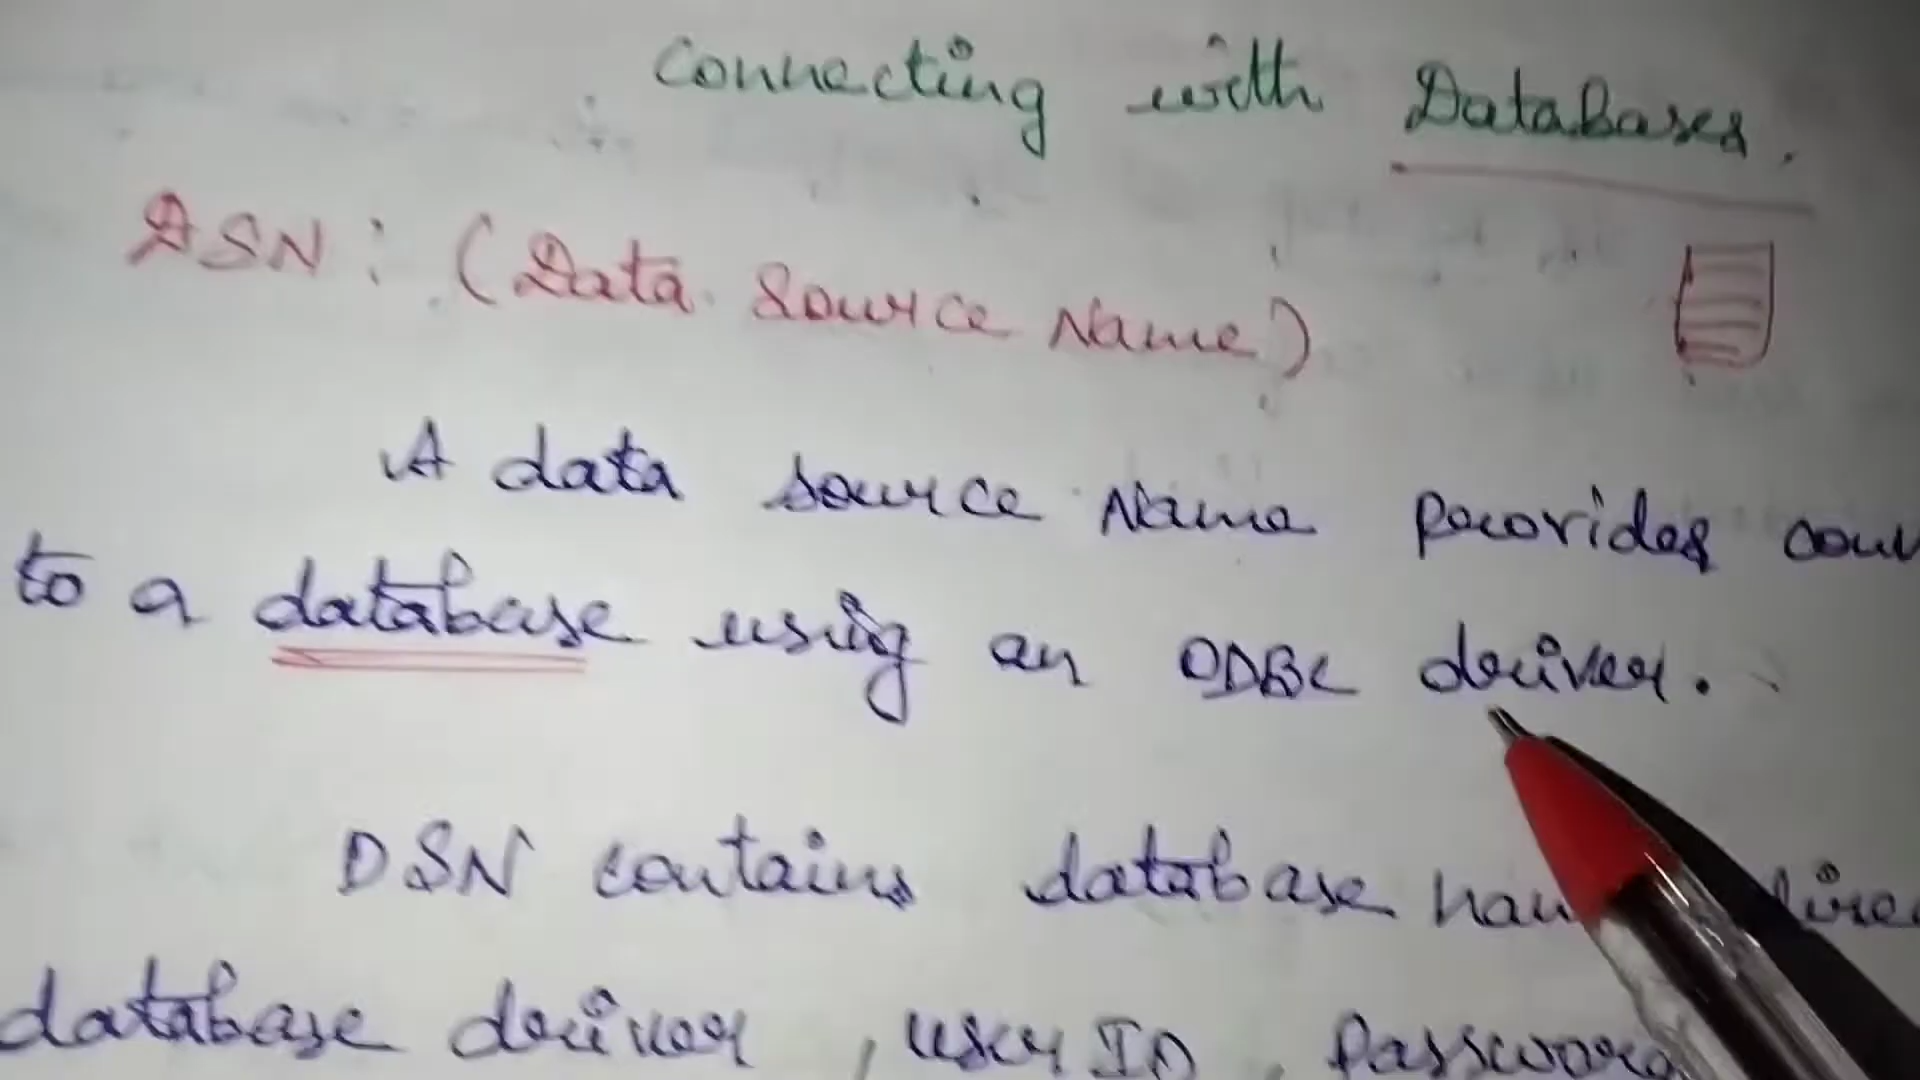 Connecting with Databases.
DSN : (Data Source Name)
A data source Name provides
to a database using an ODBC driver.
DSN contains database
database driver , user ID , Password